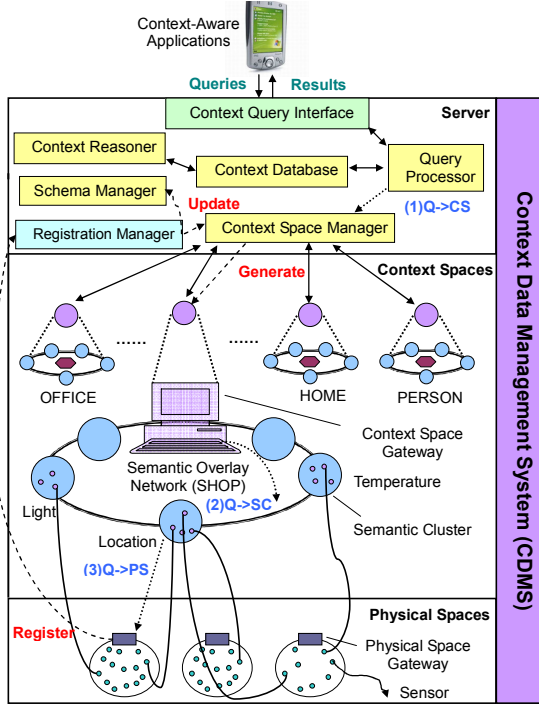 Context-Aware
Applications
Queries
Results
Context Query Interface
Server
Context Reasoner
Context Database
Query
Processor
Schema Manager
Update
(1)Q->CS
Registration Manager
Context Space Manager
Generate
Context Spaces
......
......
OFFICE
HOME
PERSON
Context Space
Gateway
Semantic Overlay
Network (SHOP)
Temperature
Light
(2)Q->SC
Semantic Cluster
Location
(3)Q->PS
Physical Spaces
Register
Physical Space
Gateway
Sensor
Context Data Management System (CDMS)